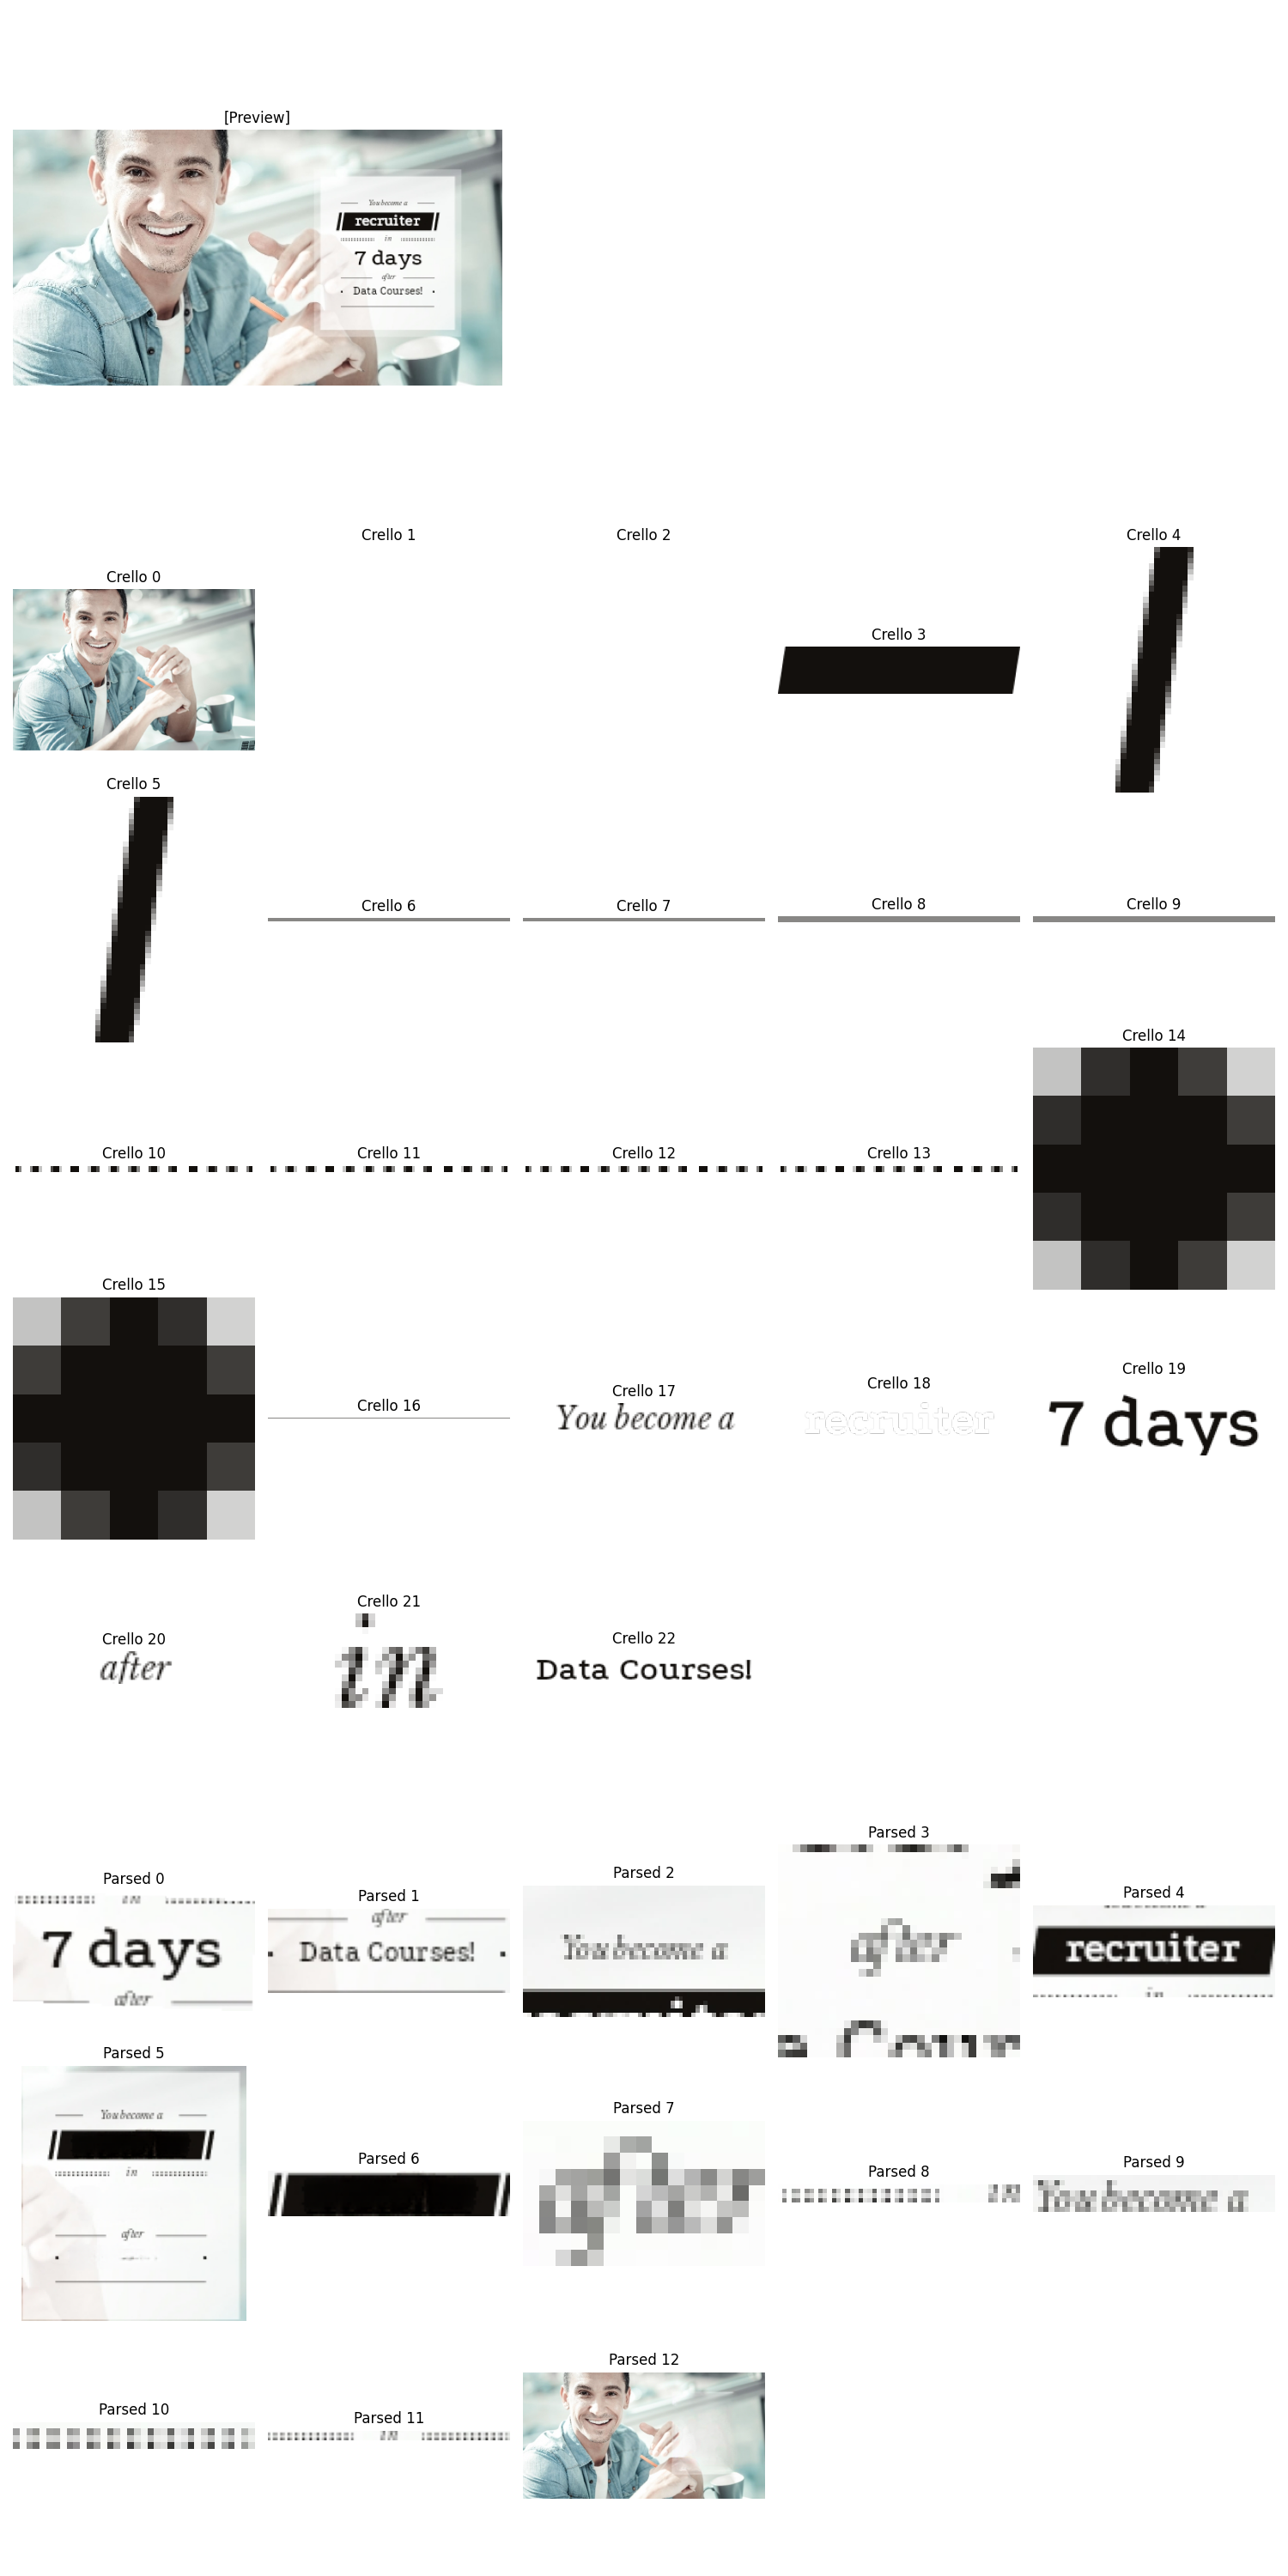 [Preview]
You become a
recruiter
in
7 days
after
Data Courses!
Crello 0
Crello 1
Crello 2
Crello 3
Crello 4
Crello 5
Crello 6
Crello 7
Crello 8
Crello 9
Crello 10
Crello 11
Crello 12
Crello 13
Crello 14
Crello 15
Crello 16
Crello 17
You become a
Crello 18
recruiter
Crello 19
7 days
Crello 20
after
Crello 21
in
Crello 22
Data Courses!
Parsed 0
in
7 days
after
Parsed 1
after
Data Courses!
Parsed 2
You become a
Parsed 3
after
Parsed 4
recruiter
in
Parsed 5
You become a
in
after
Parsed 6
Parsed 7
after
Parsed 8
Parsed 9
You become a
Parsed 10
Parsed 11
in
Parsed 12